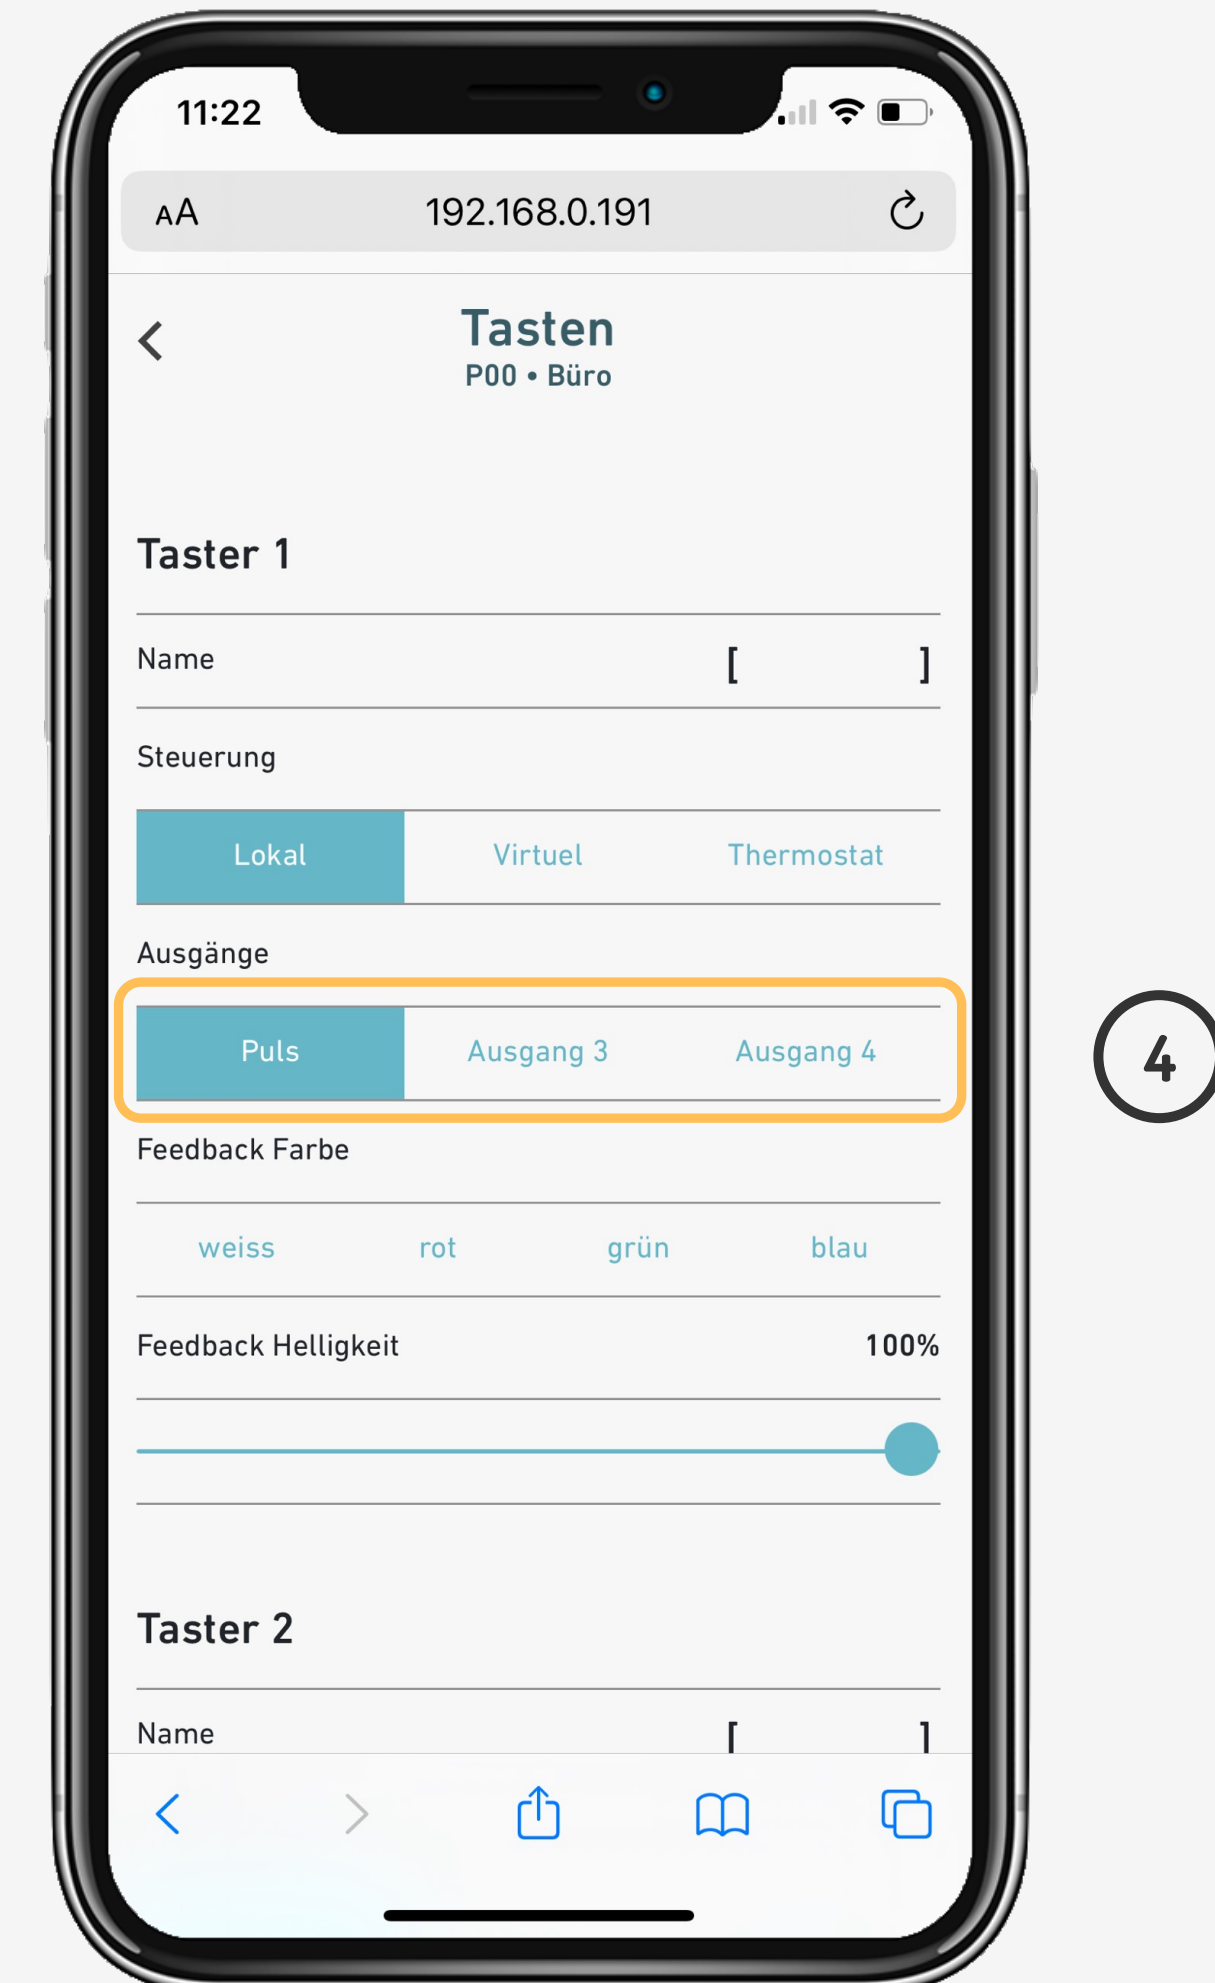 11:22
AA 192.168.0.191
Tasten
P00 • Büro
Taster 1
Name [ ]
Steuerung
Lokal Virtuel Thermostat
Ausgänge
Puls Ausgang 3 Ausgang 4
4
Feedback Farbe
weiss rot grün blau
Feedback Helligkeit 100%
Taster 2
Name [ ]